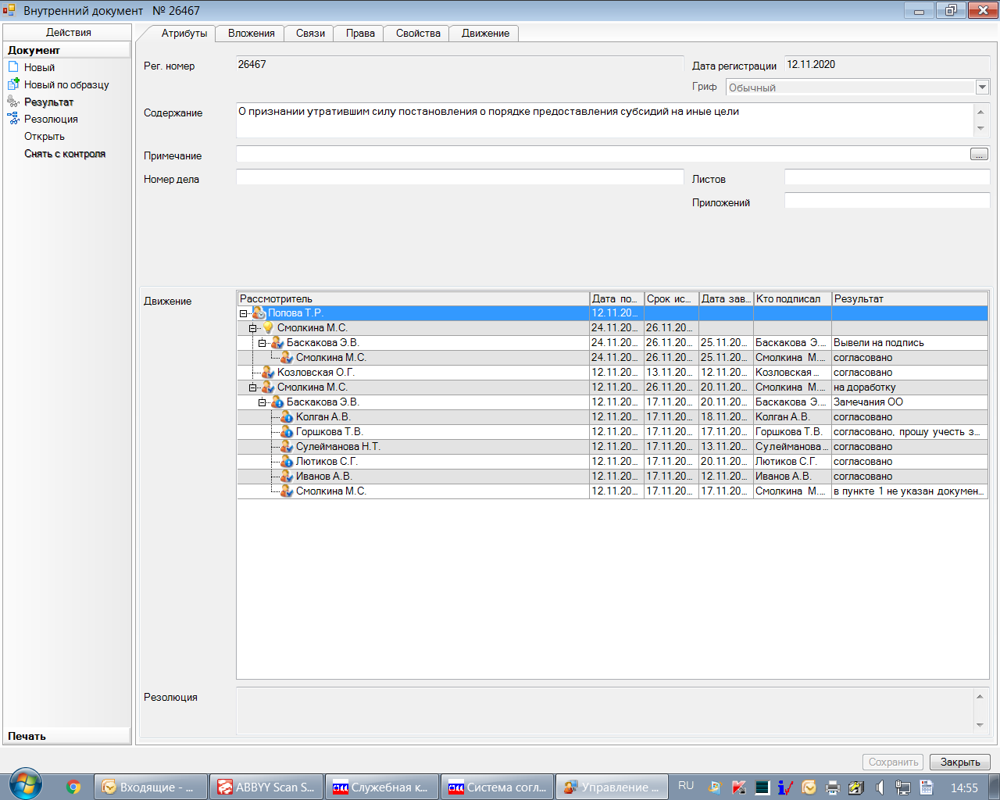 Внутренний документ № 26467
Действия
Документ
Новый
Новый по образцу
Результат
Резолюция
Открыть
Снять с контроля
Печать
Атрибуты Вложения Связи Права Свойства Движение
Рег. номер 26467 Дата регистрации 12.11.2020
Гриф Обычный
Содержание О признании утратившим силу постановления о порядке предоставления субсидий на иные цели
Примечание ...
Номер дела Листов
Приложений
Движение
Рассмотритель Дата по... Срок ис... Дата зав... Кто подписал Результат
Попова Т.Р. 12.11.20...
Смолкина М.С. 24.11.20... 26.11.20...
Баскакова Э.В. 24.11.20... 26.11.20... 25.11.20... Баскакова Э.... Вывели на подпись
Смолкина М.С. 24.11.20... 26.11.20... 25.11.20... Смолкина М.... согласовано
Козловская О.Г. 12.11.20... 13.11.20... 12.11.20... Козловская ... согласовано
Смолкина М.С. 12.11.20... 26.11.20... 20.11.20... Смолкина М.... на доработку
Баскакова Э.В. 12.11.20... 17.11.20... 20.11.20... Баскакова Э.... Замечания ОО
Колган А.В. 12.11.20... 17.11.20... 18.11.20... Колган А.В. согласовано
Горшкова Т.В. 12.11.20... 17.11.20... 17.11.20... Горшкова Т.В. согласовано, прошу учесть з...
Сулейманова Н.Т. 12.11.20... 17.11.20... 13.11.20... Сулейманова... согласовано
Лютиков С.Г. 12.11.20... 17.11.20... 20.11.20... Лютиков С.Г. согласовано
Иванов А.В. 12.11.20... 17.11.20... 12.11.20... Иванов А.В. согласовано
Смолкина М.С. 12.11.20... 17.11.20... 17.11.20... Смолкина М.... в пункте 1 не указан докумен...
Резолюция
Сохранить Закрыть
Входящие - ... ABBYY Scan S... Служебная к... Система согл... Управление ... RU 14:55